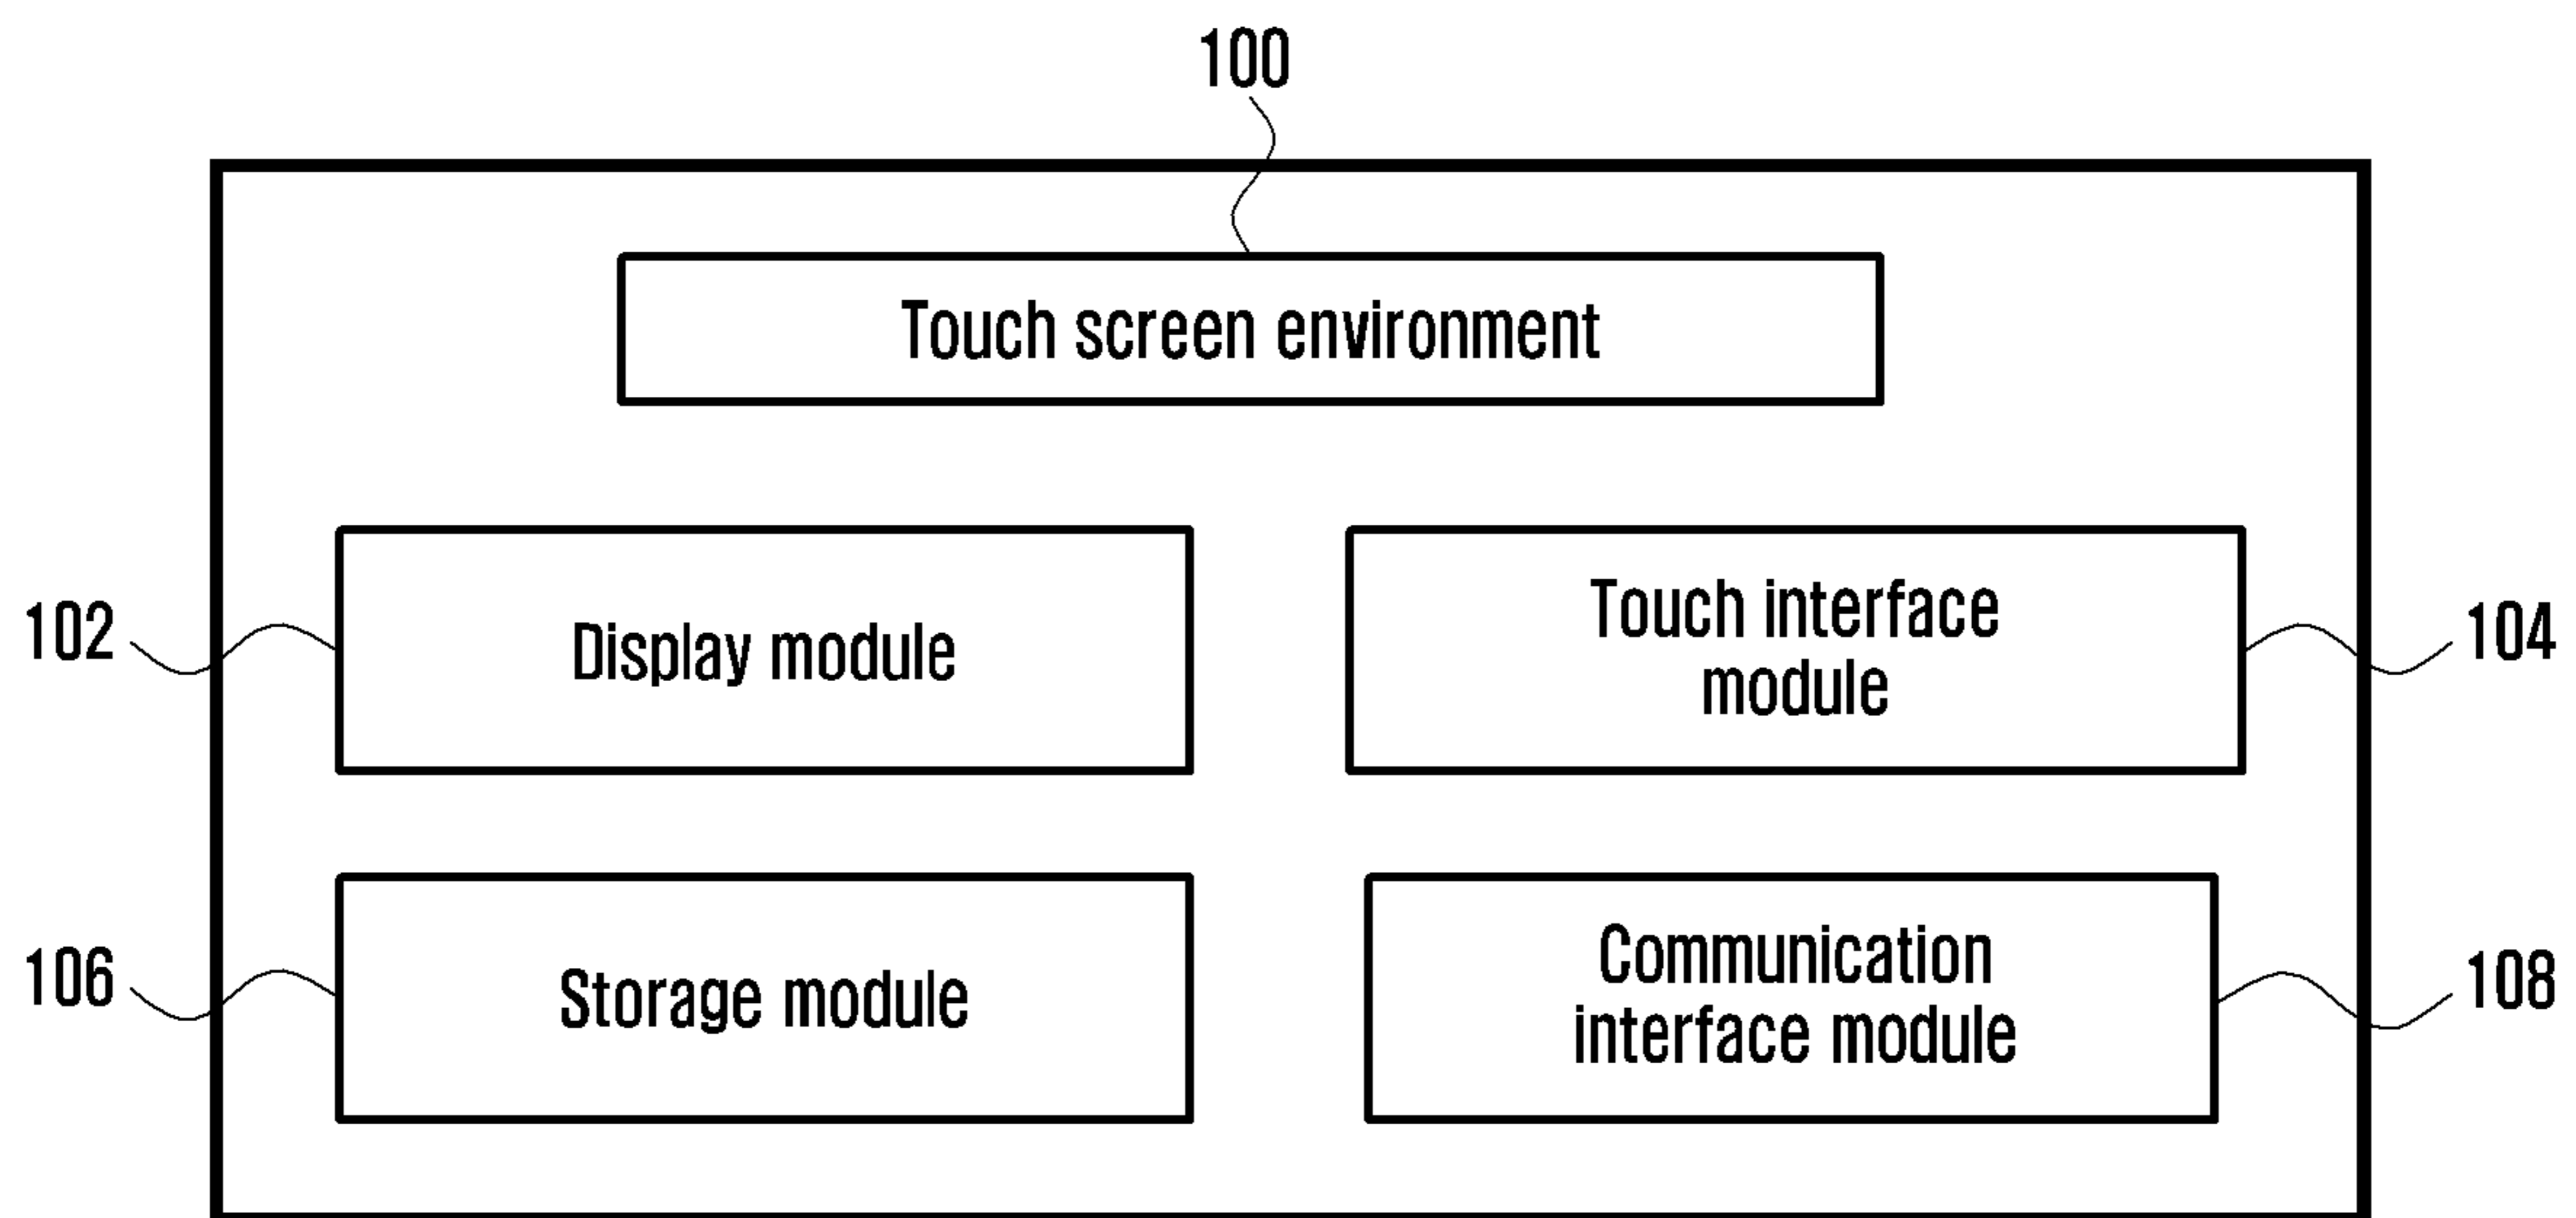 100
Touch screen environment
102
Display module
Touch interface
module
104
106
Storage module
Communication
interface module
108